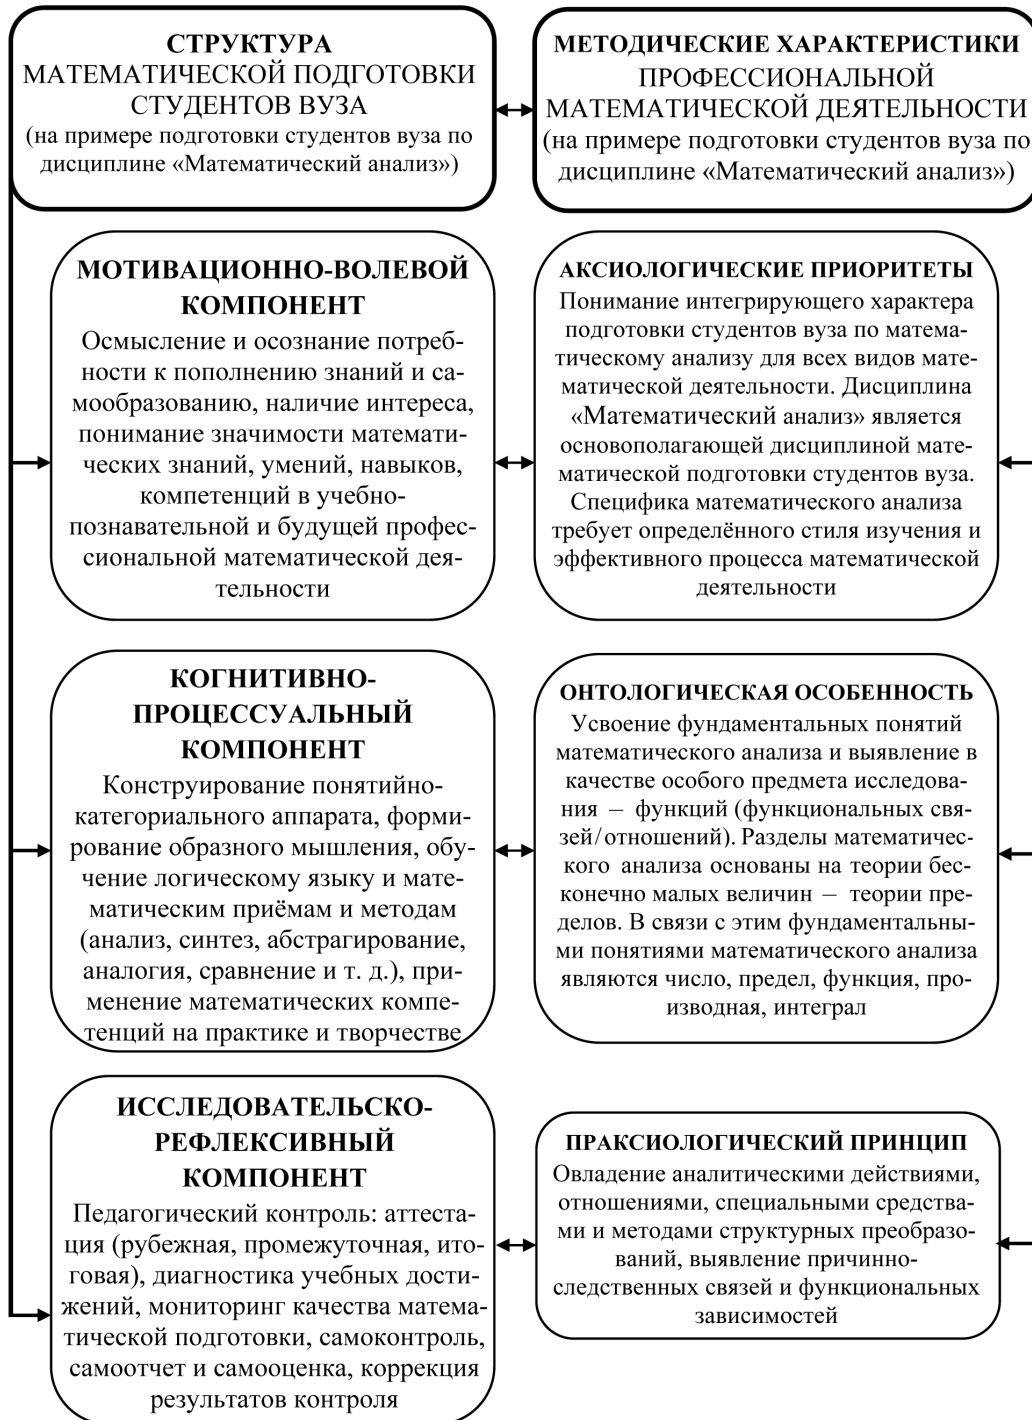 СТРУКТУРА
МАТЕМАТИЧЕСКОЙ ПОДГОТОВКИ
СТУДЕНТОВ ВУЗА
(на примере подготовки студентов вуза по
дисциплине «Математический анализ»)
МЕТОДИЧЕСКИЕ ХАРАКТЕРИСТИКИ
ПРОФЕССИОНАЛЬНОЙ
МАТЕМАТИЧЕСКОЙ ДЕЯТЕЛЬНОСТИ
(на примере подготовки студентов вуза по
дисциплине «Математический анализ»)
МОТИВАЦИОННО-ВОЛЕВОЙ
КОМПОНЕНТ
Осмысление и осознание потреб-
ности к пополнению знаний и са-
мообразованию, наличие интереса,
понимание значимости математи-
ческих знаний, умений, навыков,
компетенций в учебно-
познавательной и будущей профес-
сиональной математической дея-
тельности
АКСИОЛОГИЧЕСКИЕ ПРИОРИТЕТЫ
Понимание интегрирующего характера
подготовки студентов вуза по матема-
тическому анализу для всех видов мате-
матической деятельности. Дисциплина
«Математический анализ» является
основополагающей дисциплиной мате-
матической подготовки студентов вуза.
Специфика математического анализа
требует определённого стиля изучения и
эффективного процесса математической
деятельности
КОГНИТИВНО-
ПРОЦЕССУАЛЬНЫЙ
КОМПОНЕНТ
Конструирование понятийно-
категориального аппарата, форми-
рование образного мышления, обу-
чение логическому языку и мате-
матическим приёмам и методам
(анализ, синтез, абстрагирование,
аналогия, сравнение и т. д.), при-
менение математических компе-
тенций на практике и творчестве
ОНТОЛОГИЧЕСКАЯ ОСОБЕННОСТЬ
Усвоение фундаментальных понятий
математического анализа и выявление в
качестве особого предмета исследова-
ния – функций (функциональных свя-
зей/отношений). Разделы математичес-
кого анализа основаны на теории бес-
конечно малых величин – теории пре-
делов. В связи с этим фундаментальны-
ми понятиями математического анализа
являются число, предел, функция, про-
изводная, интеграл
ИССЛЕДОВАТЕЛЬСКО-
РЕФЛЕКСИВНЫЙ
КОМПОНЕНТ
Педагогический контроль: аттеста-
ция (рубежная, промежуточная, ито-
говая), диагностика учебных дости-
жений, мониторинг качества матема-
тической подготовки, самоконтроль,
самоотчет и самооценка, коррекция
результатов контроля
ПРАКСИОЛОГИЧЕСКИЙ ПРИНЦИП
Овладение аналитическими действиями,
отношениями, специальными средства-
ми и методами структурных преобразо-
ваний, выявление причинно-
следственных связей и функциональных
зависимостей